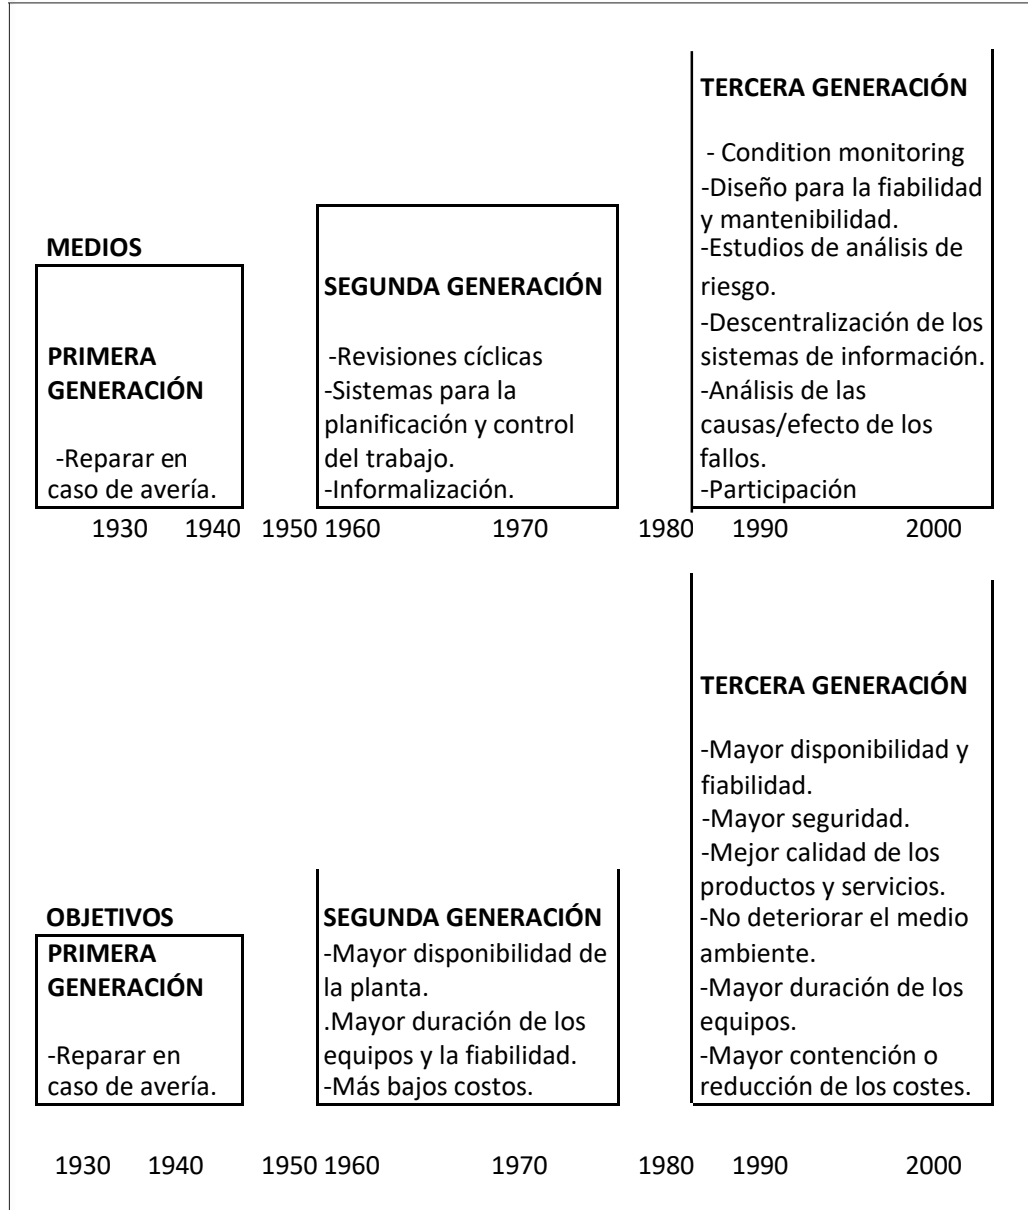 MEDIOS
PRIMERA
GENERACIÓN
-Reparar en
caso de avería.
SEGUNDA GENERACIÓN
-Revisiones cíclicas
-Sistemas para la
planificación y control
del trabajo.
-Informalización.
TERCERA GENERACIÓN
- Condition monitoring
-Diseño para la fiabilidad
y mantenibilidad.
-Estudios de análisis de
riesgo.
-Descentralización de los
sistemas de información.
-Análisis de las
causas/efecto de los
fallos.
-Participación
1930 1940 1950 1960 1970 1980 1990 2000
OBJETIVOS
PRIMERA
GENERACIÓN
-Reparar en
caso de avería.
SEGUNDA GENERACIÓN
-Mayor disponibilidad de
la planta.
.Mayor duración de los
equipos y la fiabilidad.
-Más bajos costos.
TERCERA GENERACIÓN
-Mayor disponibilidad y
fiabilidad.
-Mayor seguridad.
-Mejor calidad de los
productos y servicios.
-No deteriorar el medio
ambiente.
-Mayor duración de los
equipos.
-Mayor contención o
reducción de los costes.
1930 1940 1950 1960 1970 1980 1990 2000